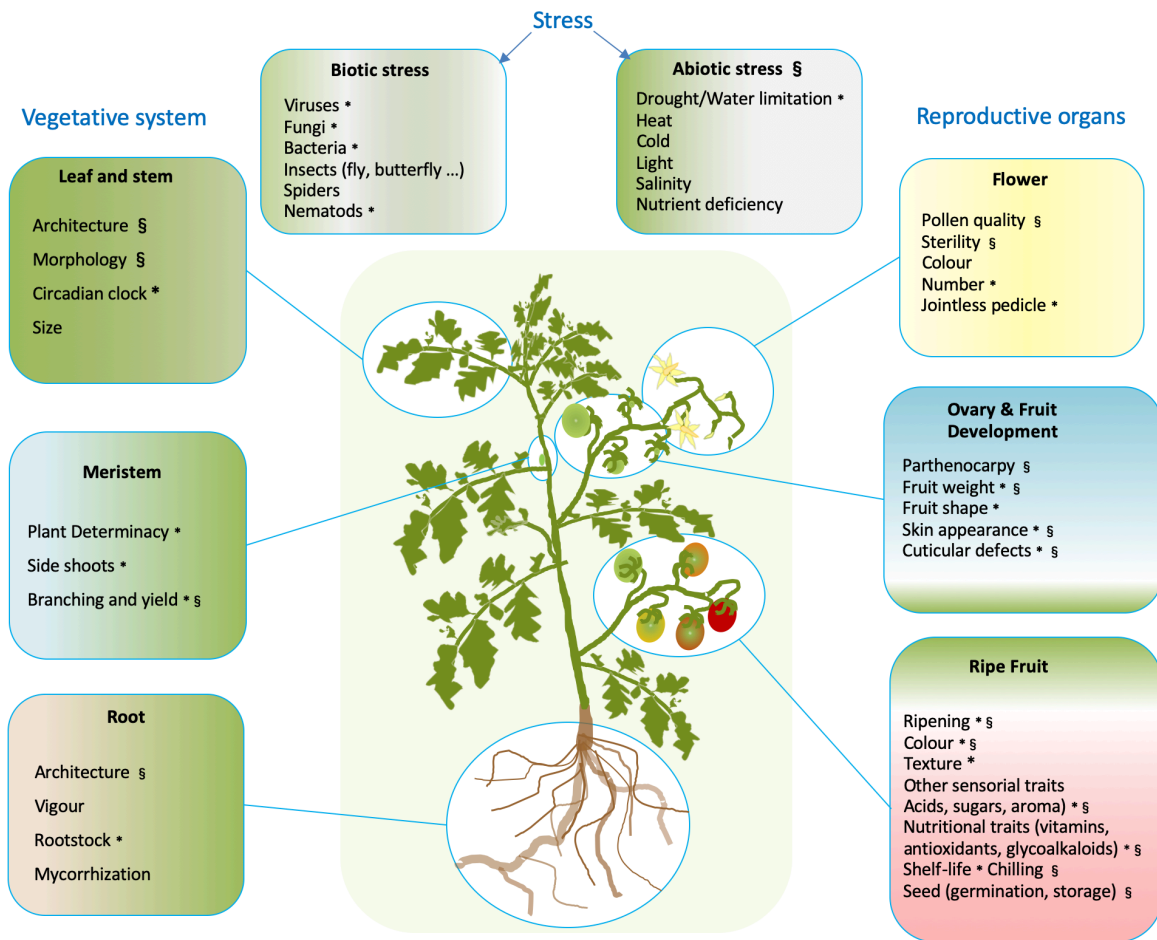 Stress
Biotic stress
Viruses *
Fungi *
Bacteria *
Insects (fly, butterfly ...)
Spiders
Nematods *
Abiotic stress §
Drought/Water limitation *
Heat
Cold
Light
Salinity
Nutrient deficiency
Vegetative system
Leaf and stem
Architecture §
Morphology §
Circadian clock *
Size
Meristem
Plant Determinacy *
Side shoots *
Branching and yield * §
Root
Architecture §
Vigour
Rootstock *
Mycorrhization
Reproductive organs
Flower
Pollen quality §
Sterility §
Colour
Number *
Jointless pedicle *
Ovary & Fruit
Development
Parthenocarpy §
Fruit weight * §
Fruit shape *
Skin appearance * §
Cuticular defects * §
Ripe Fruit
Ripening * §
Colour * §
Texture *
Other sensorial traits
Acids, sugars, aroma) * §
Nutritional traits (vitamins,
antioxidants, glycoalkaloids) * §
Shelf-life * Chilling §
Seed (germination, storage) §